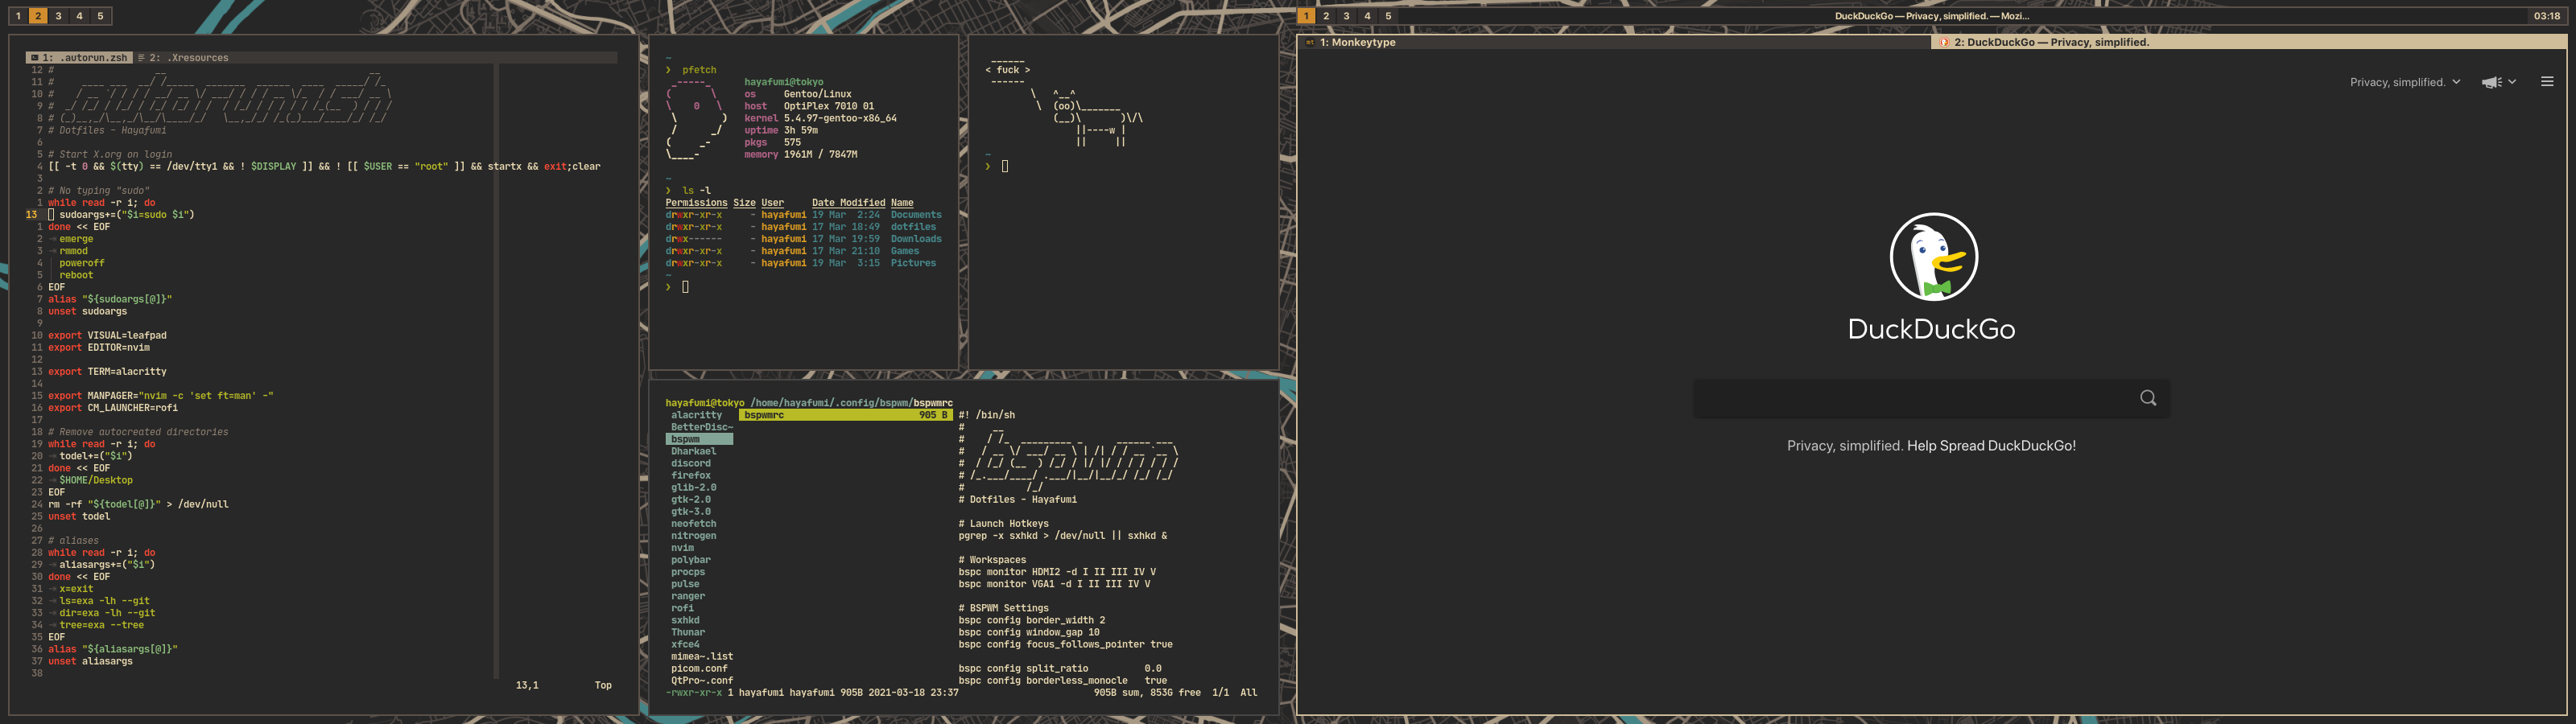 1 2 3 4 5
1: .autorun.zsh 2: .Xresources
12 #
11 #
10 #
9 #
8 #
7 # Dotfiles - Hayafumi
6
5 # Start X.org on login
4 [[ -t 0 && $(tty) == /dev/tty1 && ! $DISPLAY ]] && ! [[ $USER == "root" ]] && startx && exit;clear
3
2 # No typing "sudo"
1 while read -r i; do
13 sudoargs+=("$i=sudo $i")
1 done << EOF
2 emerge
3 rmmod
4 poweroff
5 reboot
6 EOF
7 alias "${sudoargs[@]}"
8 unset sudoargs
9
10 export VISUAL=leafpad
11 export EDITOR=nvim
12
13 export TERM=alacritty
14
15 export MANPAGER="nvim -c 'set ft=man' -"
16 export CM_LAUNCHER=rofi
17
18 # Remove autocreated directories
19 while read -r i; do
20 todel+=("$i")
21 done << EOF
22 $HOME/Desktop
23 EOF
24 rm -rf "${todel[@]}" > /dev/null
25 unset todel
26
27 # aliases
28 while read -r i; do
29 aliasargs+=("$i")
30 done << EOF
31 x=exit
32 ls=exa -lh --git
33 dir=exa -lh --git
34 tree=exa --tree
35 EOF
36 alias "${aliasargs[@]}"
37 unset aliasargs
38
13,1 Top
~
❯ pfetch
hayafumi@tokyo
os Gentoo/Linux
host OptiPlex 7010 01
kernel 5.4.97-gentoo-x86_64
uptime 3h 59m
pkgs 575
memory 1961M / 7847M
~
❯ ls -l
Permissions Size User Date Modified Name
drwxr-xr-x - hayafumi 19 Mar 2:24 Documents
drwxr-xr-x - hayafumi 17 Mar 18:49 dotfiles
drwx------ - hayafumi 17 Mar 19:59 Downloads
drwxr-xr-x - hayafumi 17 Mar 21:10 Games
drwxr-xr-x - hayafumi 19 Mar 3:15 Pictures
~
❯
______
< fuck >
------
\ ^__^
\ (oo)\_______
(__)\ )\/\
||----w |
|| ||
~
❯
hayafumi@tokyo /home/hayafumi/.config/bspwm/bspwmrc
alacritty
BetterDisc~
bspwm
Dharkael
discord
firefox
glib-2.0
gtk-2.0
gtk-3.0
neofetch
nitrogen
nvim
polybar
procps
pulse
ranger
rofi
sxhkd
Thunar
xfce4
mimea~.list
picom.conf
QtPro~.conf
bspwmrc 905 B
#! /bin/sh
#
#
#
#
#
#
# Dotfiles - Hayafumi
# Launch Hotkeys
pgrep -x sxhkd > /dev/null || sxhkd &
# Workspaces
bspc monitor HDMI2 -d I II III IV V
bspc monitor VGA1 -d I II III IV V
# BSPWM Settings
bspc config border_width 2
bspc config window_gap 10
bspc config focus_follows_pointer true
bspc config split_ratio 0.0
bspc config borderless_monocle true
-rwxr-xr-x 1 hayafumi hayafumi 905B 2021-03-18 23:37 905B sum, 853G free 1/1 All
1 2 3 4 5
DuckDuckGo — Privacy, simplified. — Mozi...
03:18
1: Monkeytype
2: DuckDuckGo — Privacy, simplified.
Privacy, simplified.
DuckDuckGo
Privacy, simplified. Help Spread DuckDuckGo!